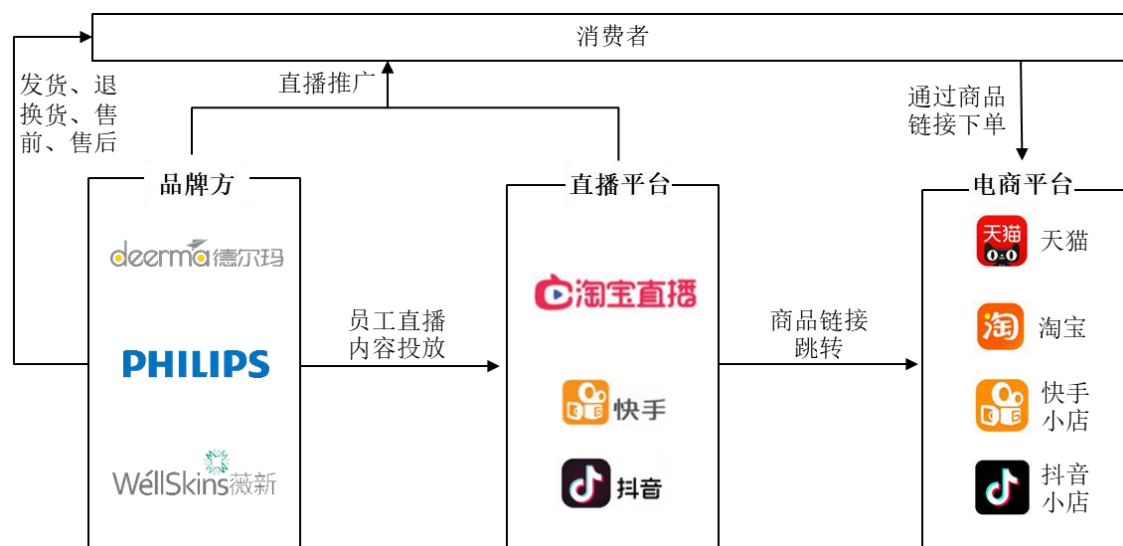 消费者
发货、退
换货、售
前、售后
直播推广
通过商品
链接下单
品牌方
deerma德尔玛
PHILIPS
WéllSkins薇新
员工直播
内容投放
直播平台
淘宝直播
快手
抖音
商品链接
跳转
电商平台
天猫
天猫
淘
淘宝
快手
小店
抖音
小店